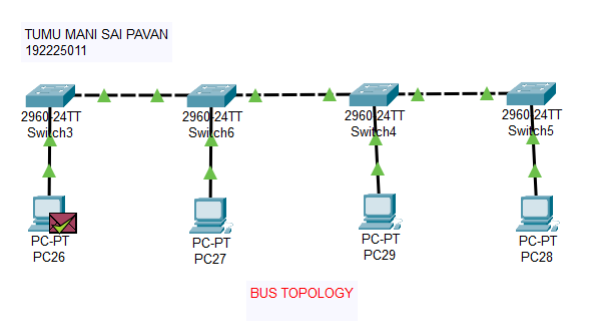 TUMU MANI SAI PAVAN
192225011
2960-24TT
Switch3
2960-24TT
Switch6
2960-24TT
Switch4
2960-24TT
Switch5
PC-PT
PC26
PC-PT
PC27
PC-PT
PC29
PC-PT
PC28
BUS TOPOLOGY